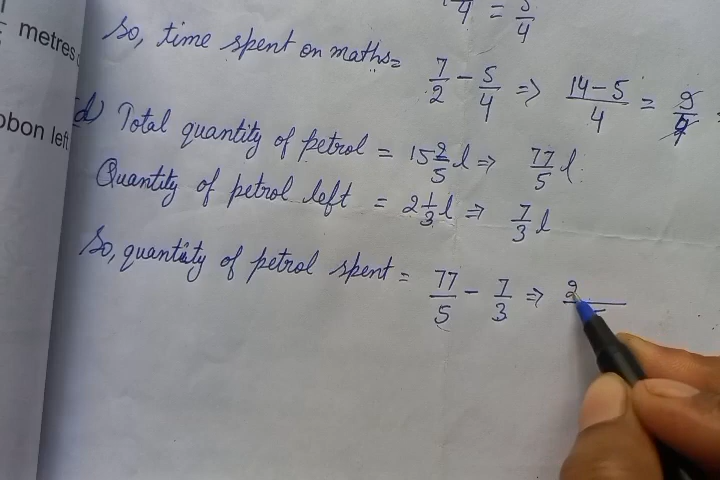 4 = 5/4
metres
So, time spent on maths = 7/2 - 5/4 => 14-5/4 = 9/4 =
(d) Total quantity of petrol = 15 2/5 l => 77/5 l
bon left
Quantity of petrol left = 2 1/3 l => 7/3 l
So, quantity of petrol spent = 77/5 - 7/3 => 2